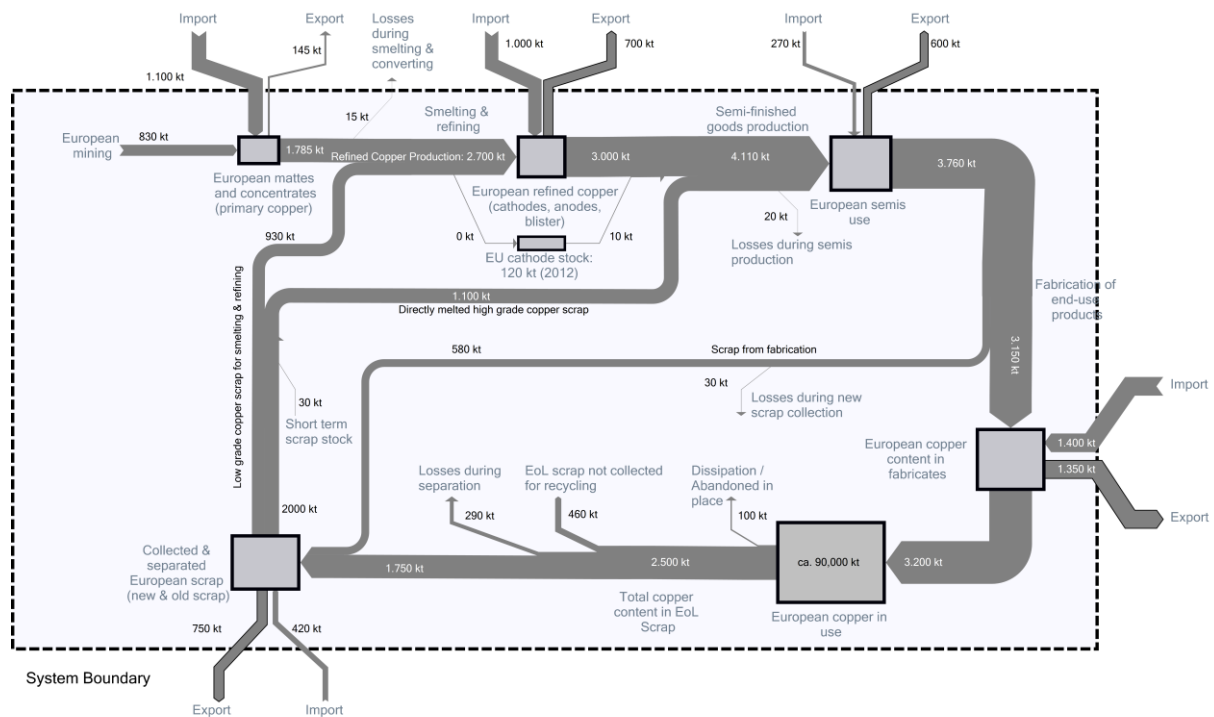 Import
Export
Losses
during
smelting &
converting
Import
Export
Import
Export
145 kt
1.000 kt
700 kt
270 kt
600 kt
1.100 kt
15 kt
Smelting &
refining
Semi-finished
goods production
European
mining
830 kt
1.785 kt
Refined Copper Production: 2.700 kt
3.000 kt
4.110 kt
3.760 kt
European mattes
and concentrates
(primary copper)
European refined copper
(cathodes, anodes,
blister)
European semis
use
20 kt
Losses during semis
production
930 kt
0 kt
10 kt
EU cathode stock:
120 kt (2012)
1.100 kt
Directly melted high grade copper scrap
Fabrication of
end-use
products
Low grade copper scrap for smelting & refining
580 kt
Scrap from fabrication
3.150 kt
30 kt
Losses during new
scrap collection
30 kt
Short term
scrap stock
Import
1.400 kt
European copper
content in
fabricates
1.350 kt
Export
Losses during
separation
EoL scrap not collected
for recycling
Dissipation /
Abandoned in
place
290 kt
460 kt
100 kt
2000 kt
Collected &
separated
European scrap
(new & old scrap)
1.750 kt
2.500 kt
ca. 90,000 kt
3.200 kt
Total copper
content in EoL
Scrap
European copper in
use
750 kt
420 kt
System Boundary
Export
Import